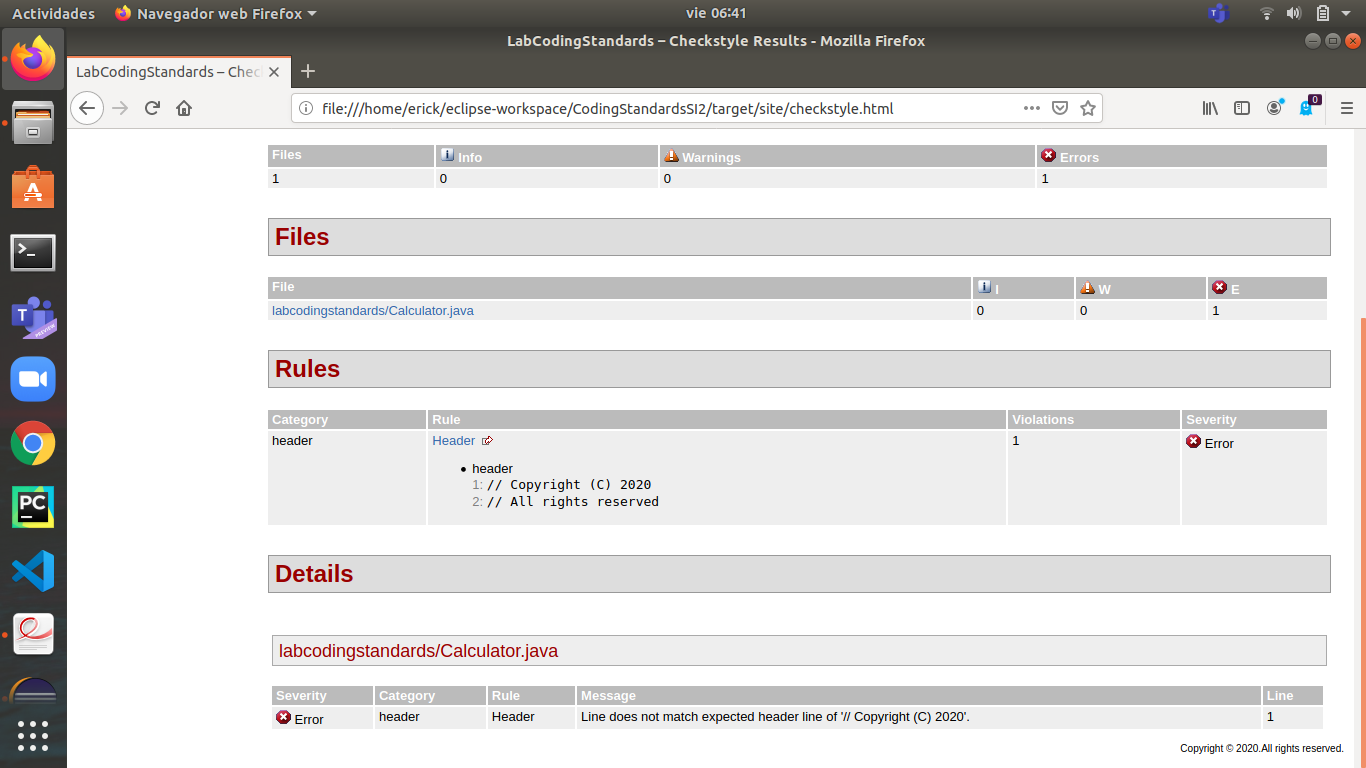 Actividades Navegador web Firefox vie 06:41
LabCodingStandards – Checkstyle Results - Mozilla Firefox
LabCodingStandards – Chec
file:///home/erick/eclipse-workspace/CodingStandardsSI2/target/site/checkstyle.html 0
Files Info Warnings Errors
1 0 0 1
Files
File I W E
labcodingstandards/Calculator.java 0 0 1
Rules
Category Rule Violations Severity
header Header 1 Error
header
1: // Copyright (C) 2020
2: // All rights reserved
Details
labcodingstandards/Calculator.java
Severity Category Rule Message Line
Error header Header Line does not match expected header line of '// Copyright (C) 2020'. 1
Copyright © 2020.All rights reserved.
T
PREVIEW
PC